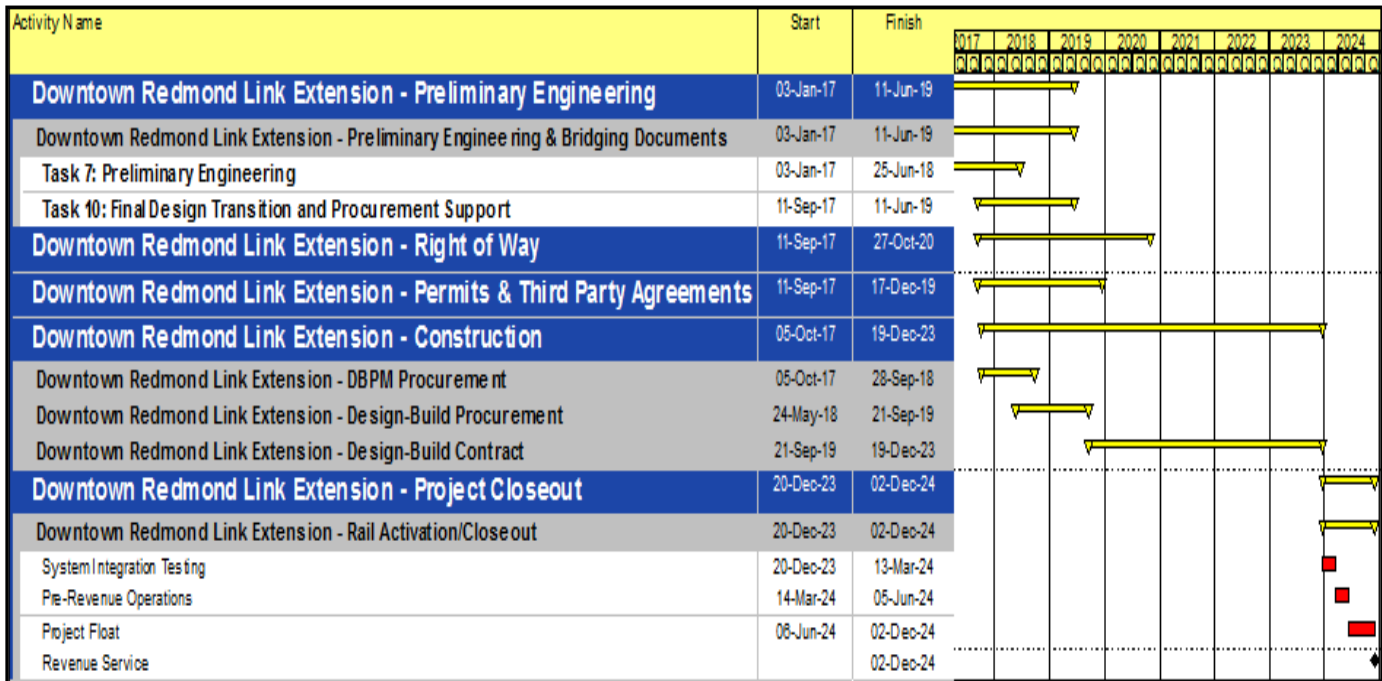 Activity Name Start Finish
2017 2018 2019 2020 2021 2022 2023 2024
Q Q Q Q Q Q Q Q Q Q Q Q Q Q Q Q Q Q Q Q Q Q Q Q Q Q Q Q Q Q Q
Downtown Redmond Link Extension - Preliminary Engineering 03-Jan-17 11-Jun-19
Downtown Redmond Link Extension - Preliminary Engineering & Bridging Documents 03-Jan-17 11-Jun-19
Task 7: Preliminary Engineering 03-Jan-17 25-Jun-18
Task 10: Final Design Transition and Procurement Support 11-Sep-17 11-Jun-19
Downtown Redmond Link Extension - Right of Way 11-Sep-17 27-Oct-20
Downtown Redmond Link Extension - Permits & Third Party Agreements 11-Sep-17 17-Dec-19
Downtown Redmond Link Extension - Construction 05-Oct-17 19-Dec-23
Downtown Redmond Link Extension - DBPM Procurement 05-Oct-17 28-Sep-18
Downtown Redmond Link Extension - Design-Build Procurement 24-May-18 21-Sep-19
Downtown Redmond Link Extension - Design-Build Contract 21-Sep-19 19-Dec-23
Downtown Redmond Link Extension - Project Closeout 20-Dec-23 02-Dec-24
Downtown Redmond Link Extension - Rail Activation/Closeout 20-Dec-23 02-Dec-24
System Integration Testing 20-Dec-23 13-Mar-24
Pre-Revenue Operations 14-Mar-24 05-Jun-24
Project Float 06-Jun-24 02-Dec-24
Revenue Service 02-Dec-24